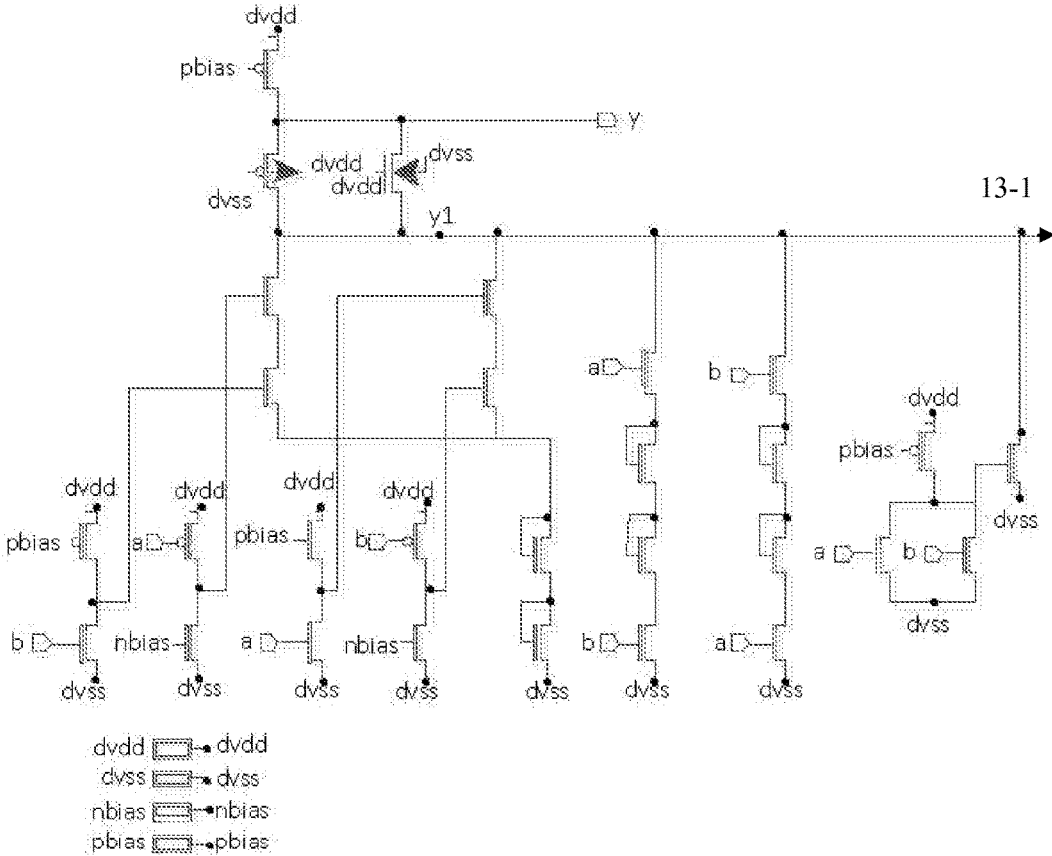 dvdd
pbias
y
dvdd
dvss
dvdd
dvss
y1
13-1
a
b
dvdd
pbias
dvss
a
b
dvss
dvdd
dvdd
dvdd
dvdd
pbias
a
pbias
b
b
nbias
a
nbias
b
a
dvss
dvss
dvss
dvss
dvss
dvss
dvss
dvdd dvdd
dvss dvss
nbias nbias
pbias pbias